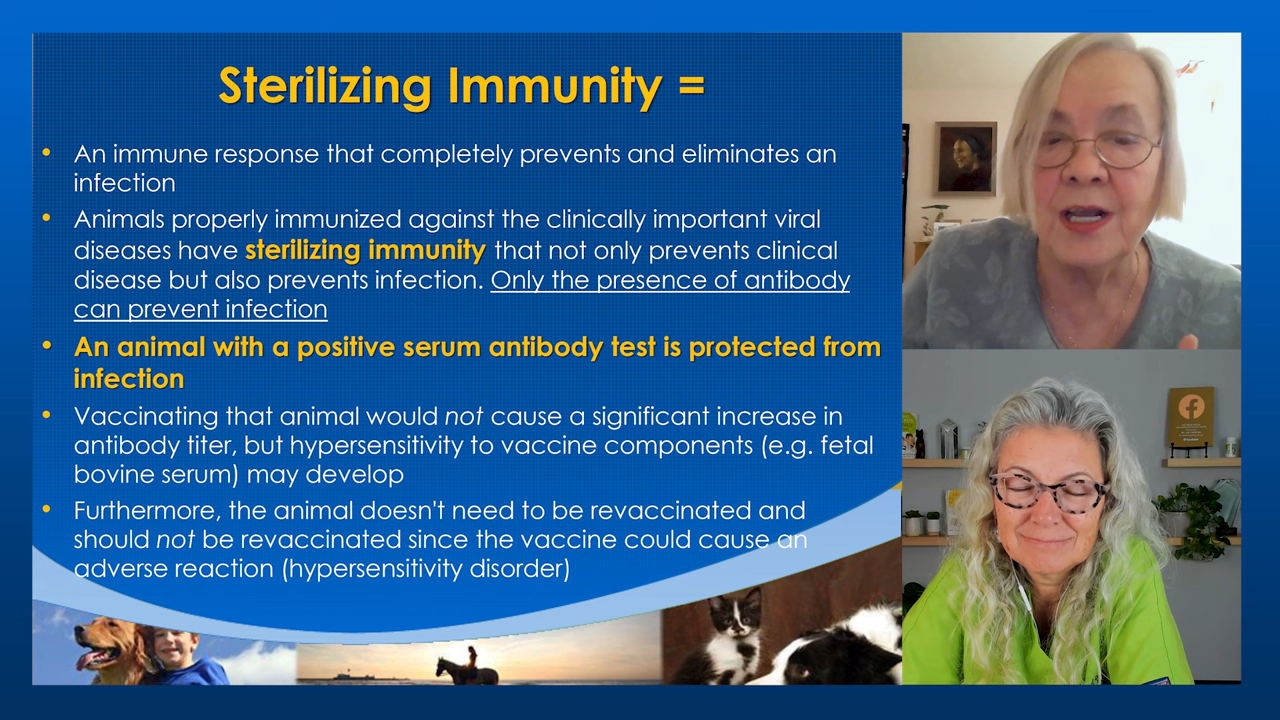 Sterilizing Immunity =
• An immune response that completely prevents and eliminates an
infection
• Animals properly immunized against the clinically important viral
diseases have sterilizing immunity that not only prevents clinical
disease but also prevents infection. Only the presence of antibody
can prevent infection
• An animal with a positive serum antibody test is protected from
infection
• Vaccinating that animal would not cause a significant increase in
antibody titer, but hypersensitivity to vaccine components (e.g. fetal
bovine serum) may develop
• Furthermore, the animal doesn't need to be revaccinated and
should not be revaccinated since the vaccine could cause an
adverse reaction (hypersensitivity disorder)